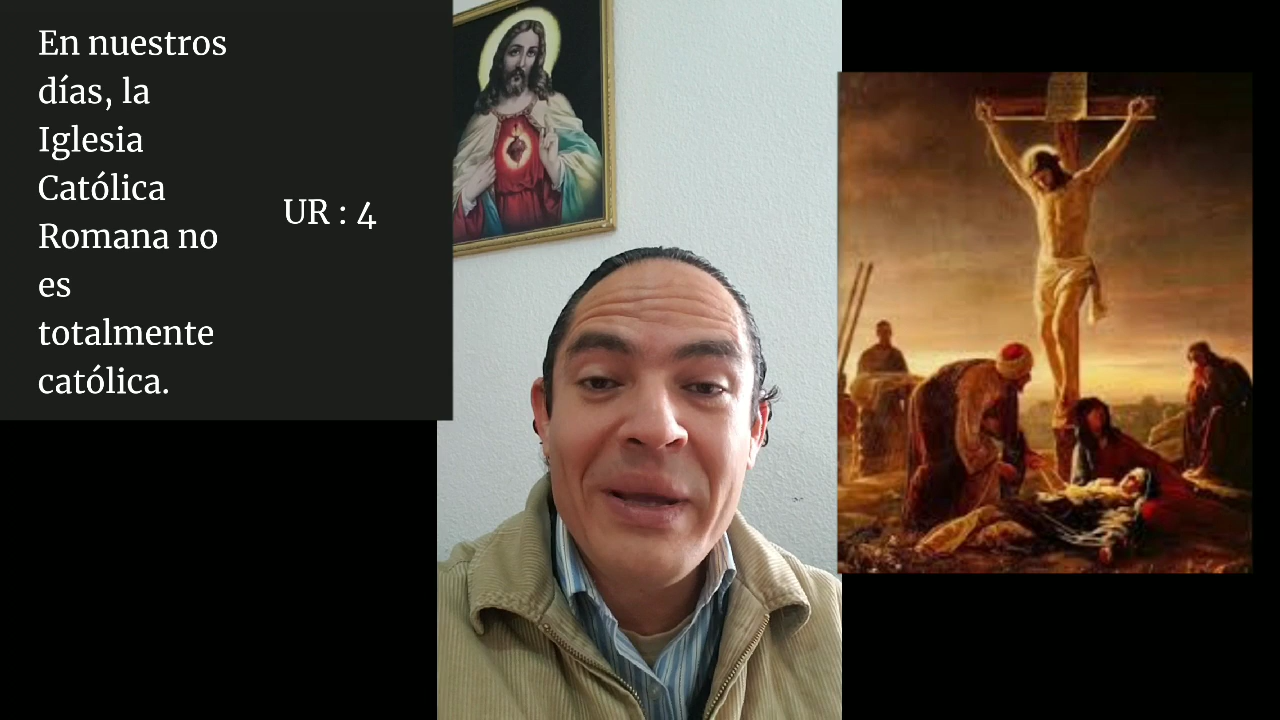 En nuestros
días, la
Iglesia
Católica
Romana no
es
totalmente
católica.
UR : 4